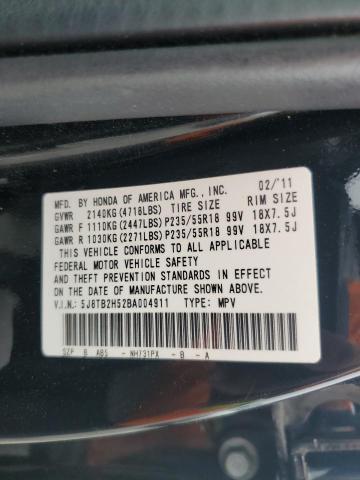 MFD. BY HONDA OF AMERICA MFG., INC. 02/'11
GVWR 2140KG(4718LBS) TIRE SIZE RIM SIZE
GAWR F 1110KG(2447LBS)P235/55R18 99V 18X7.5J
GAWR R 1030KG(2271LBS)P235/55R18 99V 18X7.5J
THIS VEHICLE CONFORMS TO ALL APPLICABLE
FEDERAL MOTOR VEHICLE SAFETY
AND THEFT PREVENTION STANDARDS IN EFFECT
ON THE DATE OF MANUFACTURE SHOWN ABOVE.
V.I.N.: 5J8TB2H52BA004911 TYPE: MPV
SZP B ABS - NH731PX - B - A